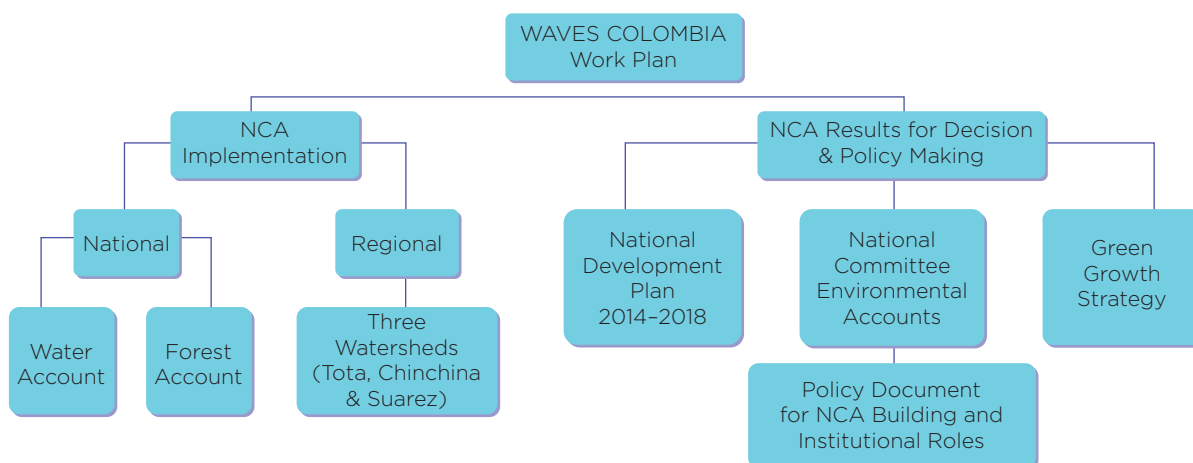 WAVES COLOMBIA
Work Plan
NCA
Implementation
NCA Results for Decision
& Policy Making
National
Regional
National
Development
Plan
2014–2018
National
Committee
Environmental
Accounts
Green
Growth
Strategy
Water
Account
Forest
Account
Three
Watersheds
(Tota, Chinchina
& Suarez)
Policy Document
for NCA Building and
Institutional Roles